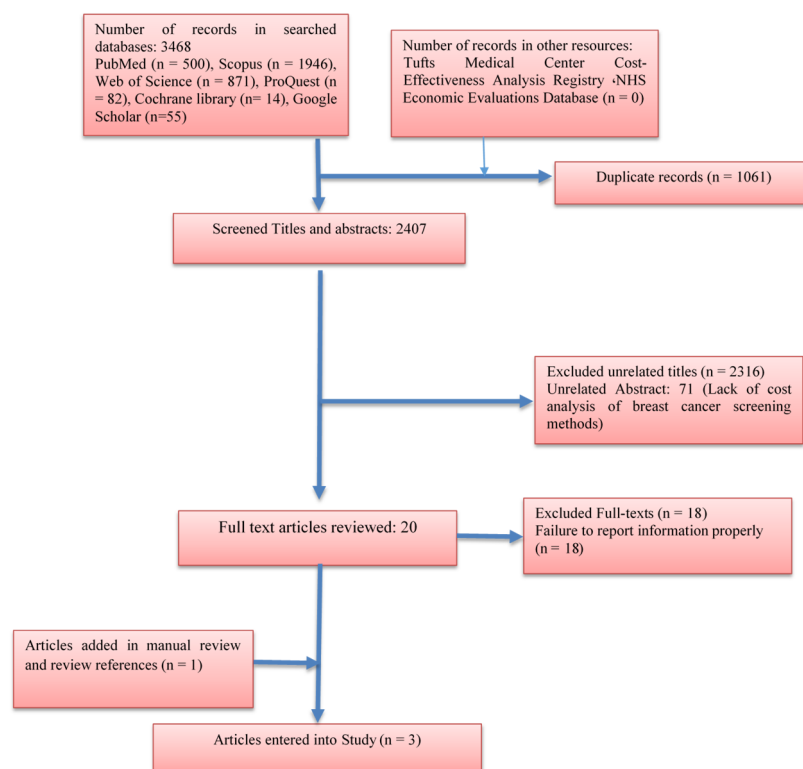 Number of records in searched
databases: 3468
PubMed (n = 500), Scopus (n = 1946),
Web of Science (n = 871), ProQuest (n
= 82), Cochrane library (n= 14), Google
Scholar (n=55)
Number of records in other resources:
Tufts Medical Center Cost-
Effectiveness Analysis Registry ،NHS
Economic Evaluations Database (n = 0)
Duplicate records (n = 1061)
Screened Titles and abstracts: 2407
Excluded unrelated titles (n = 2316)
Unrelated Abstract: 71 (Lack of cost
analysis of breast cancer screening
methods)
Full text articles reviewed: 20
Excluded Full-texts (n = 18)
Failure to report information properly
(n = 18)
Articles added in manual review
and review references (n = 1)
Articles entered into Study (n = 3)